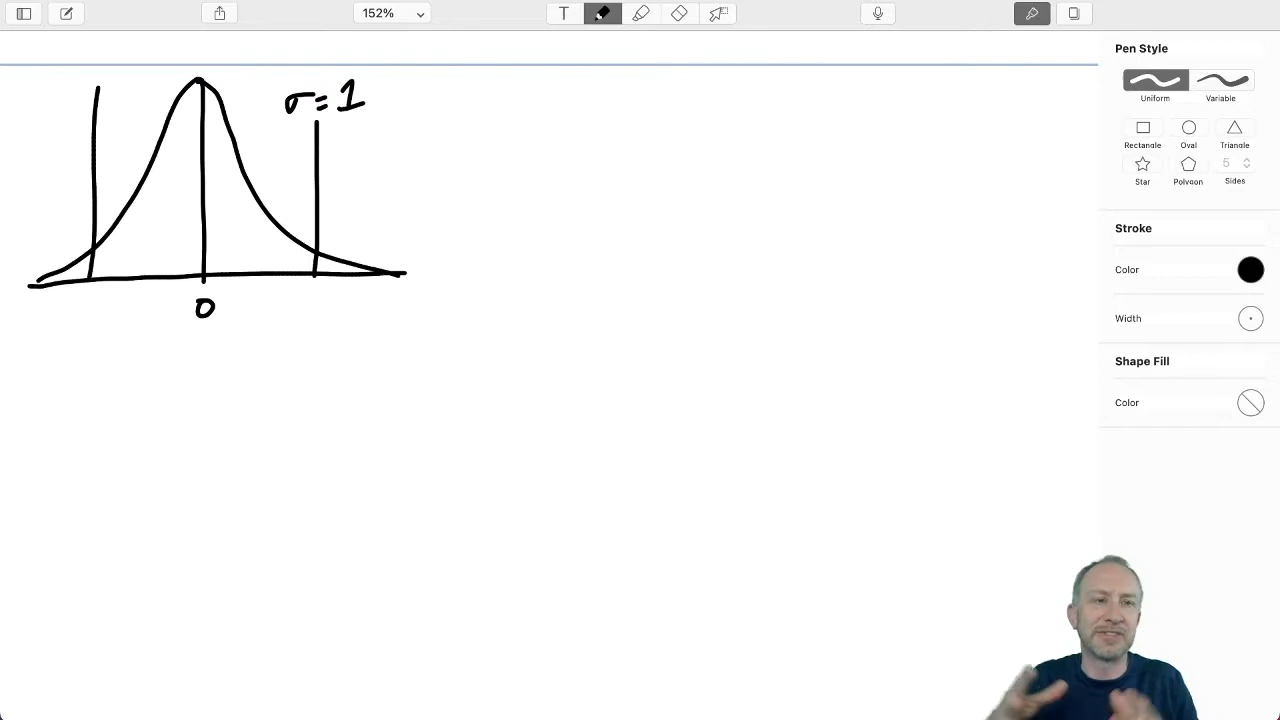 152%
T
Pen Style
Uniform Variable
Rectangle Oval Triangle
5
Star Polygon Sides
Stroke
Color
Width
Shape Fill
Color
σ=1
0